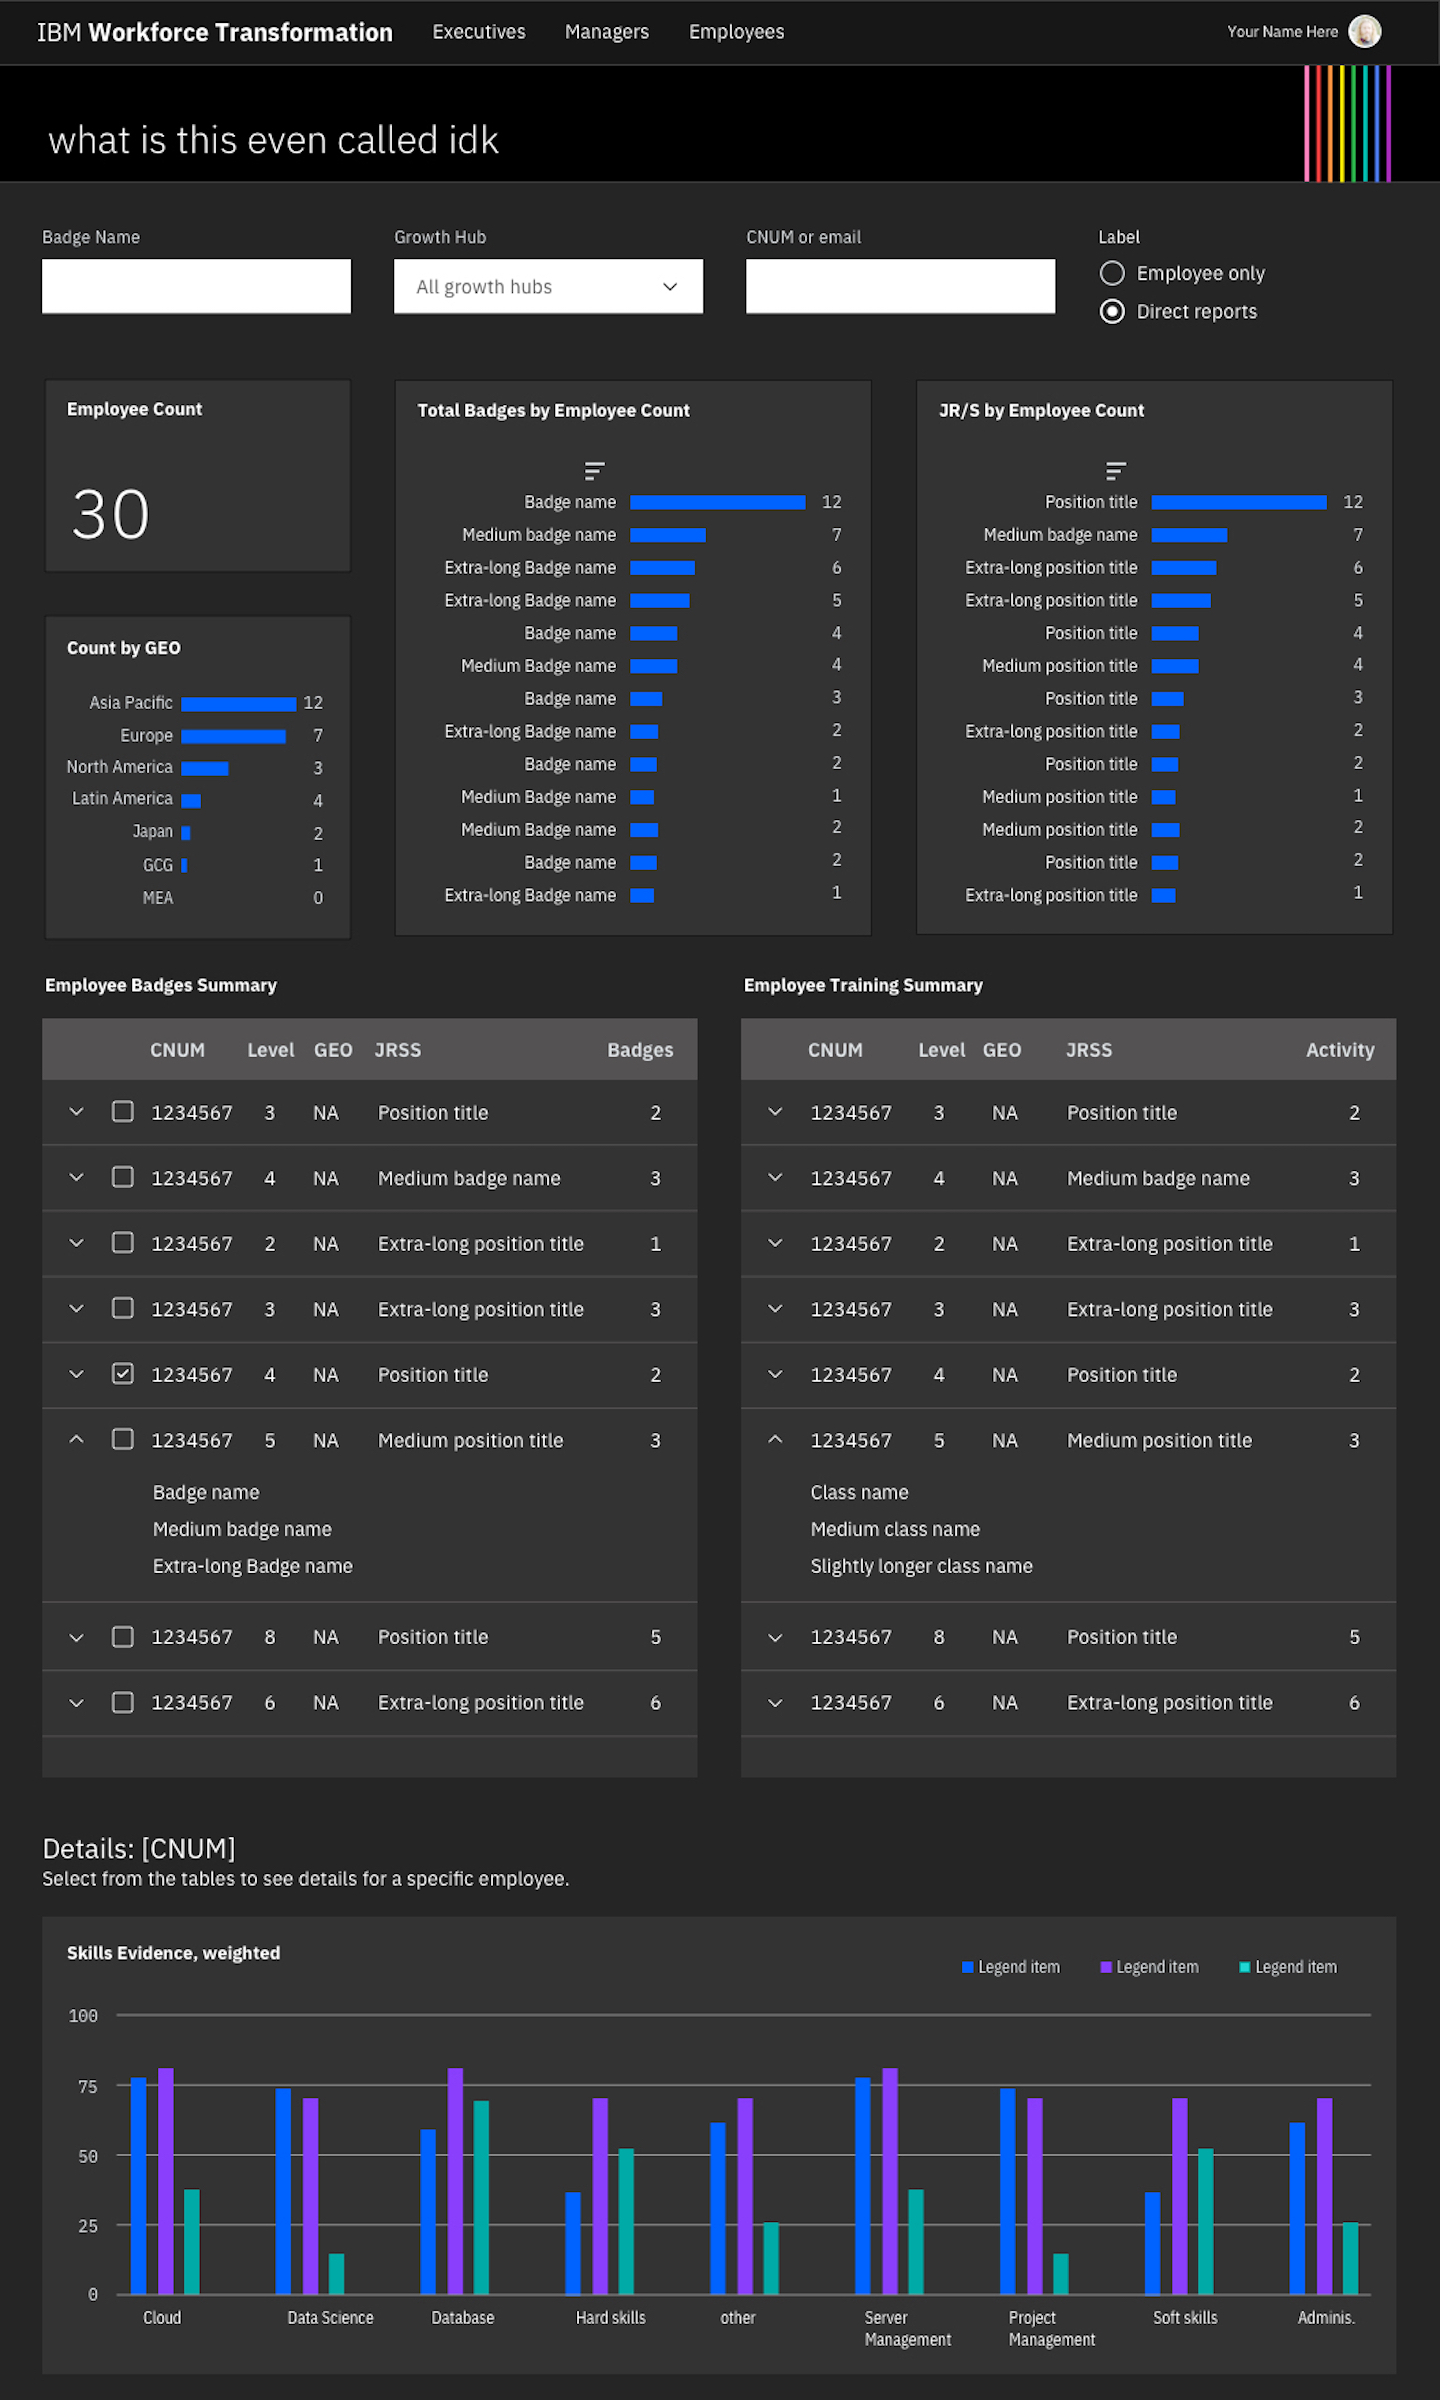 IBM Workforce Transformation Executives Managers Employees Your Name Here
what is this even called idk
Badge Name
Growth Hub
All growth hubs
CNUM or email
Label
Employee only
Direct reports
Employee Count
30
Count by GEO
Asia Pacific 12
Europe 7
North America 3
Latin America 4
Japan 2
GCG 1
MEA 0
Total Badges by Employee Count
Badge name 12
Medium badge name 7
Extra-long Badge name 6
Extra-long Badge name 5
Badge name 4
Medium Badge name 4
Badge name 3
Extra-long Badge name 2
Badge name 2
Medium Badge name 1
Medium Badge name 2
Badge name 2
Extra-long Badge name 1
JR/S by Employee Count
Position title 12
Medium badge name 7
Extra-long position title 6
Extra-long position title 5
Position title 4
Medium position title 4
Position title 3
Extra-long position title 2
Position title 2
Medium position title 1
Medium position title 2
Position title 2
Extra-long position title 1
Employee Badges Summary
CNUM Level GEO JRSS Badges
1234567 3 NA Position title 2
1234567 4 NA Medium badge name 3
1234567 2 NA Extra-long position title 1
1234567 3 NA Extra-long position title 3
1234567 4 NA Position title 2
1234567 5 NA Medium position title 3
Badge name
Medium badge name
Extra-long Badge name
1234567 8 NA Position title 5
1234567 6 NA Extra-long position title 6
Employee Training Summary
CNUM Level GEO JRSS Activity
1234567 3 NA Position title 2
1234567 4 NA Medium badge name 3
1234567 2 NA Extra-long position title 1
1234567 3 NA Extra-long position title 3
1234567 4 NA Position title 2
1234567 5 NA Medium position title 3
Class name
Medium class name
Slightly longer class name
1234567 8 NA Position title 5
1234567 6 NA Extra-long position title 6
Details: [CNUM]
Select from the tables to see details for a specific employee.
Skills Evidence, weighted
Legend item Legend item Legend item
100
75
50
25
0
Cloud Data Science Database Hard skills other Server Project Soft skills Adminis.
Management Management